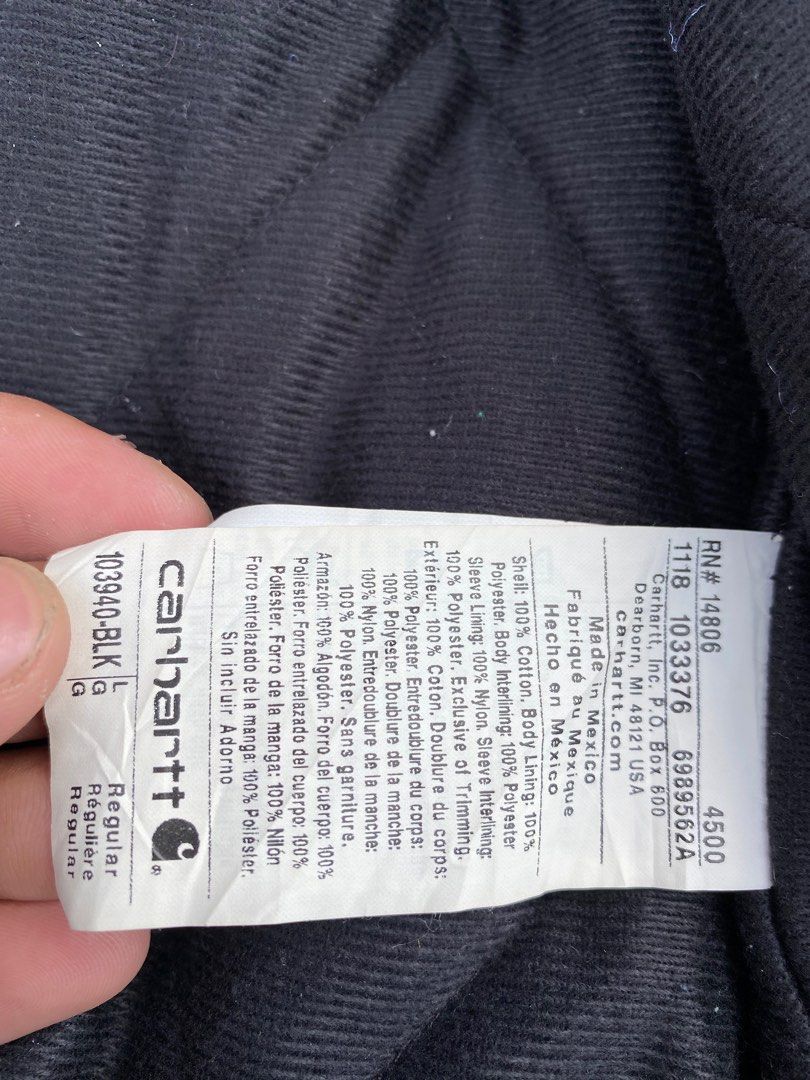 RN# 14806 4500
1118 1033376 6989562A
Carhartt, Inc. P.O. Box 600
Dearborn, MI 48121 USA
carhartt.com
Made in Mexico
Fabriqué au Mexique
Hecho en México
Shell: 100% Cotton. Body Lining: 100%
Polyester. Body Interlining: 100% Polyester
Sleeve Lining: 100% Nylon. Sleeve Interlining:
100% Polyester. Exclusive of Trimming.
Extérieur: 100% Coton. Doublure du corps:
100% Polyester. Entredoublure du corps:
100% Polyester. Doublure de la manche:
100% Nylon. Entredoublure de la manche:
100% Polyester. Sans garniture.
Armazón: 100% Algodón. Forro del cuerpo: 100%
Poliéster. Forro entrelazado del cuerpo: 100%
Poliéster. Forro de la manga: 100% Nilón
Forro entrelazado de la manga: 100% Poliéster.
Sin incluir Adorno
carhartt ®
103940-BLK L Regular
G Régulière
G Regular